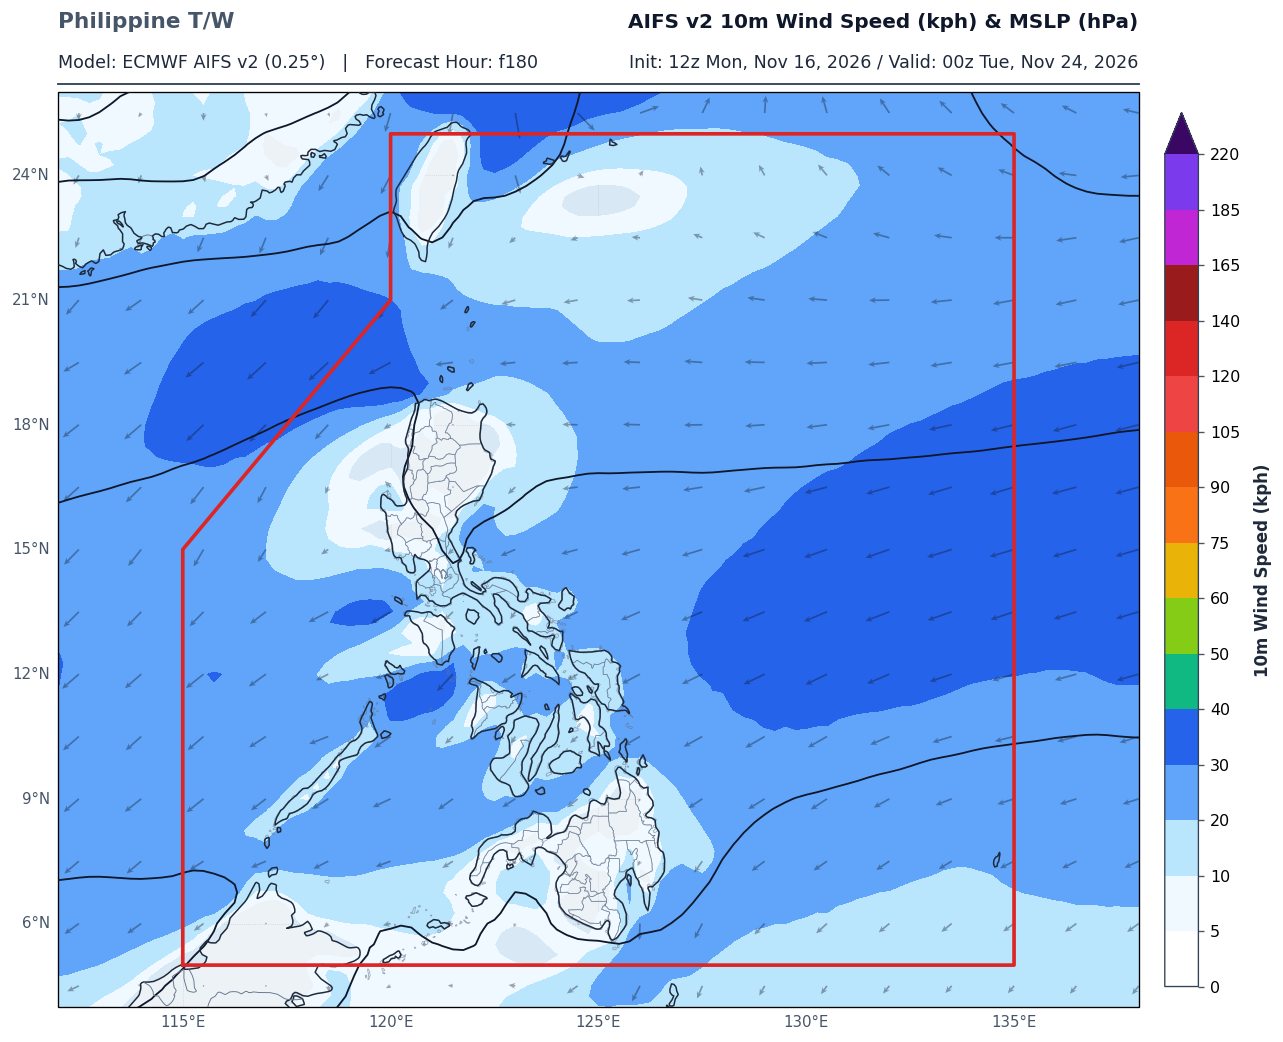 Philippine T/W
AIFS v2 10m Wind Speed (kph) & MSLP (hPa)
Model: ECMWF AIFS v2 (0.25°) | Forecast Hour: f180
Init: 12z Mon, Nov 16, 2026 / Valid: 00z Tue, Nov 24, 2026
24°N
21°N
18°N
15°N
12°N
9°N
6°N
115°E
120°E
125°E
130°E
135°E
220
185
165
140
120
105
90
75
60
50
40
30
20
10
5
0
10m Wind Speed (kph)